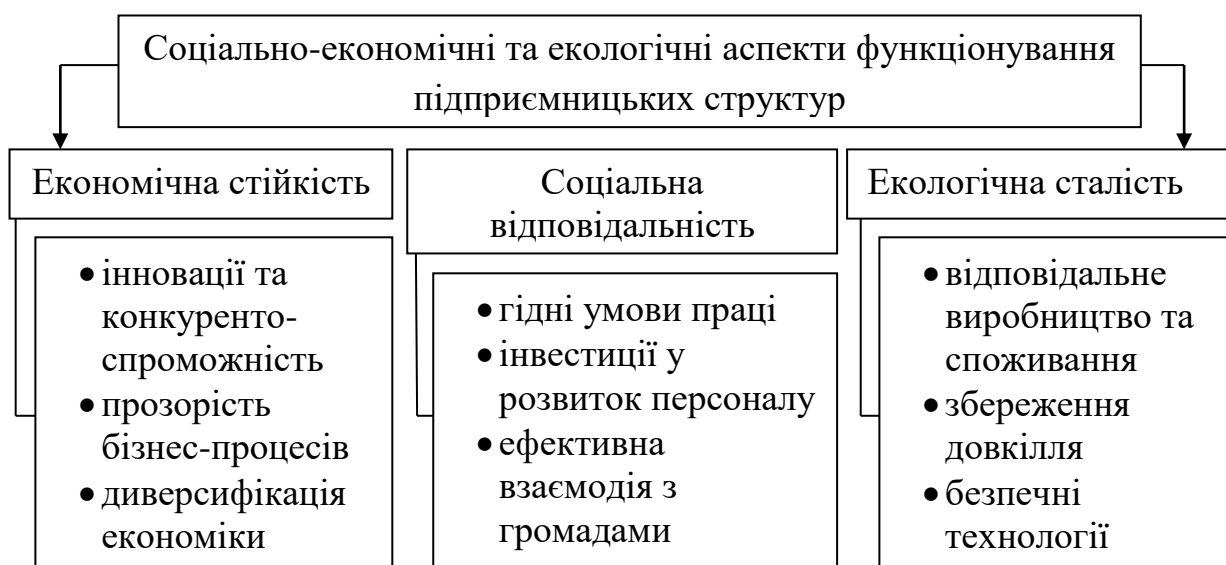 Соціально-економічні та екологічні аспекти функціонування
підприємницьких структур
Економічна стійкість
• інновації та
конкуренто-
спроможність
• прозорість
бізнес-процесів
• диверсифікація
економіки
Соціальна
відповідальність
• гідні умови праці
• інвестиції у
розвиток персоналу
• ефективна
взаємодія з
громадами
Екологічна сталість
• відповідальне
виробництво та
споживання
• збереження
довкілля
• безпечні
технології